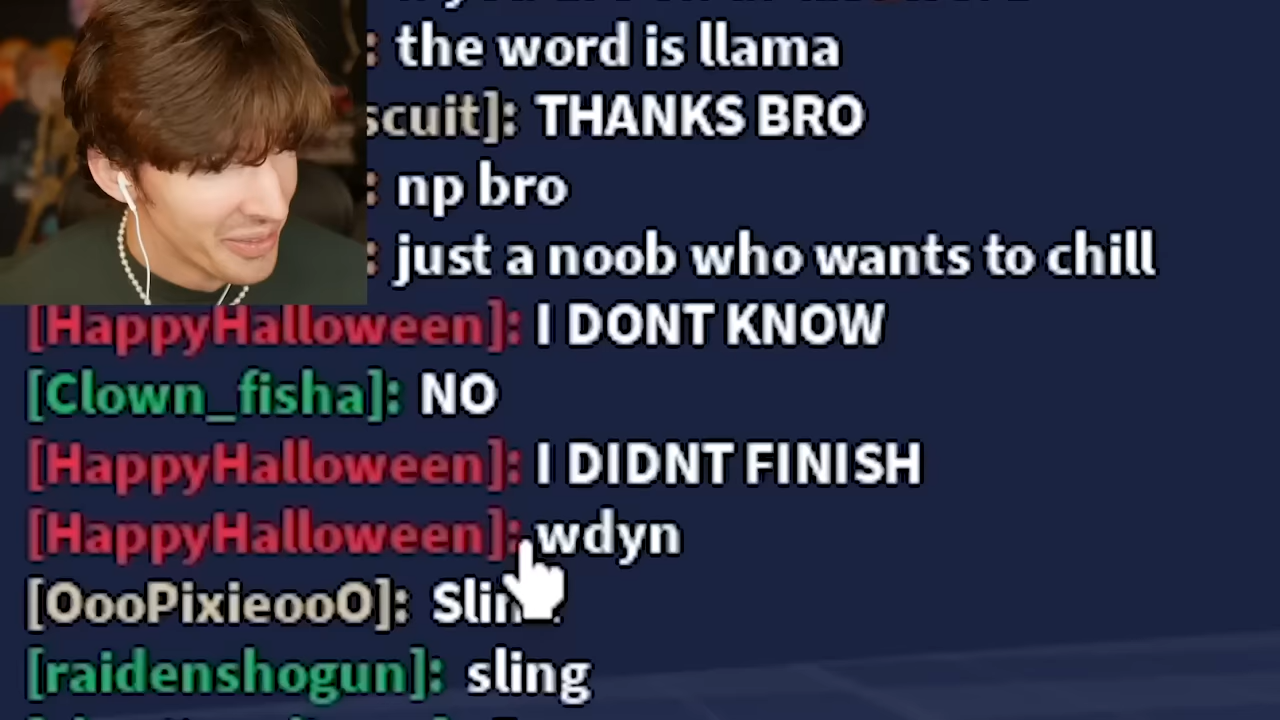 : the word is llama
scuit]: THANKS BRO
: np bro
: just a noob who wants to chill
[HappyHalloween]: I DONT KNOW
[Clown_fisha]: NO
[HappyHalloween]: I DIDNT FINISH
[HappyHalloween]: wdyn
[OooPixieooO]:
[raidenshogun]: sling